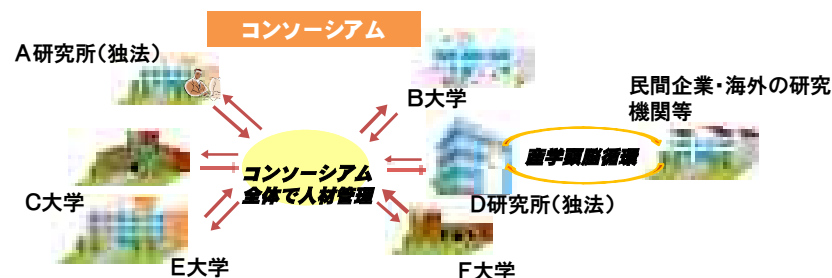 コンソーシアム
A研究所(独法)
B大学
民間企業・海外の研究
機関等
コンソーシアム
全体で人材管理
産学頭脳循環
C大学
D研究所(独法)
E大学
F大学